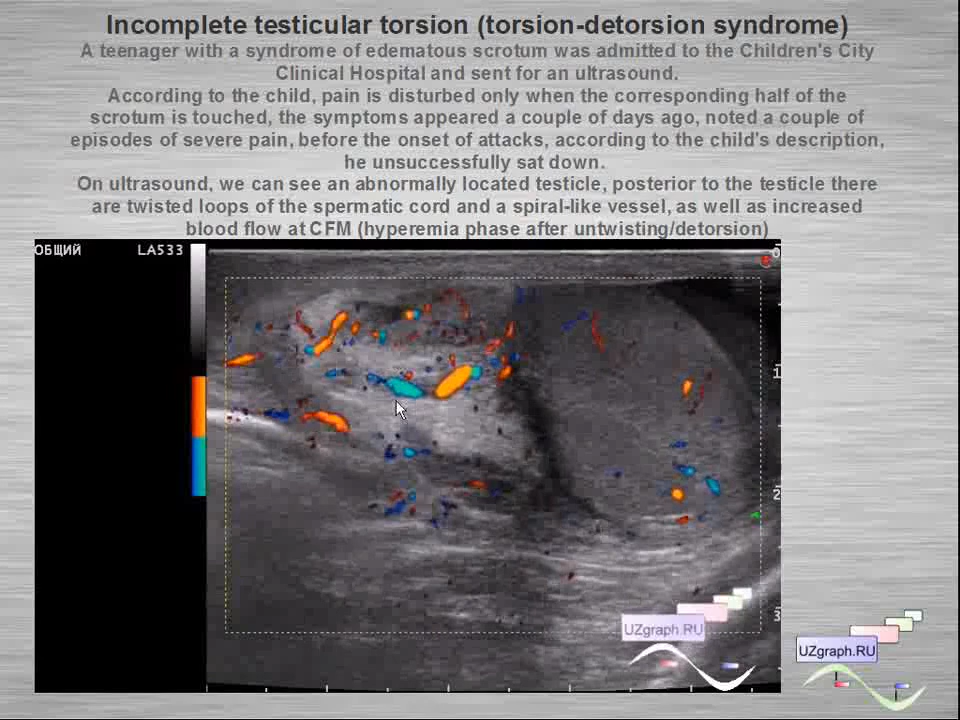 Incomplete testicular torsion (torsion-detorsion syndrome)
A teenager with a syndrome of edematous scrotum was admitted to the Children's City
Clinical Hospital and sent for an ultrasound.
According to the child, pain is disturbed only when the corresponding half of the
scrotum is touched, the symptoms appeared a couple of days ago, noted a couple of
episodes of severe pain, before the onset of attacks, according to the child's description,
he unsuccessfully sat down.
On ultrasound, we can see an abnormally located testicle, posterior to the testicle there
are twisted loops of the spermatic cord and a spiral-like vessel, as well as increased
blood flow at CFM (hyperemia phase after untwisting/detorsion)
ОБЩИЙ LA533
0
1
2
3
UZgraph.RU
UZgraph.RU